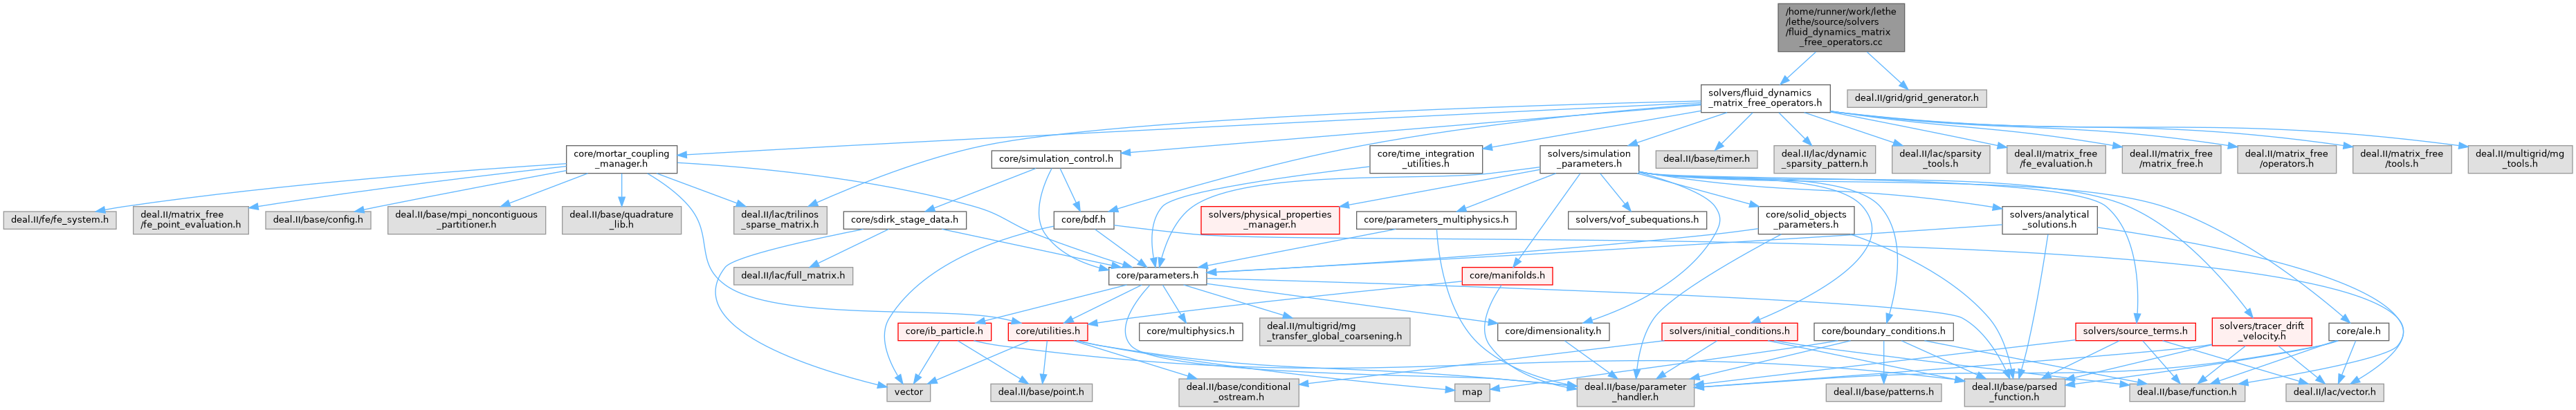 /home/runner/work/lethe
/lethe/source/solvers
/fluid_dynamics_matrix
_free_operators.cc
solvers/fluid_dynamics
_matrix_free_operators.h
deal.II/grid/grid_generator.h
core/mortar_coupling
_manager.h
core/simulation_control.h
core/time_integration
_utilities.h
solvers/simulation
_parameters.h
deal.II/base/timer.h
deal.II/lac/dynamic
_sparsity_pattern.h
deal.II/lac/sparsity
_tools.h
deal.II/matrix_free
/fe_evaluation.h
deal.II/matrix_free
/matrix_free.h
deal.II/matrix_free
/operators.h
deal.II/matrix_free
/tools.h
deal.II/multigrid/mg
_tools.h
deal.II/fe/fe_system.h
deal.II/matrix_free
/fe_point_evaluation.h
deal.II/base/config.h
deal.II/base/mpi_noncontiguous
_partitioner.h
deal.II/base/quadrature
_lib.h
deal.II/lac/trilinos
_sparse_matrix.h
core/sdirk_stage_data.h
core/bdf.h
solvers/physical_properties
_manager.h
core/parameters_multiphysics.h
solvers/vof_subequations.h
core/solid_objects
_parameters.h
solvers/analytical
_solutions.h
deal.II/lac/full_matrix.h
core/parameters.h
core/manifolds.h
core/ib_particle.h
core/utilities.h
core/multiphysics.h
deal.II/multigrid/mg
_transfer_global_coarsening.h
core/dimensionality.h
solvers/initial_conditions.h
core/boundary_conditions.h
solvers/source_terms.h
solvers/tracer_drift
_velocity.h
core/ale.h
vector
deal.II/base/point.h
deal.II/base/conditional
_ostream.h
map
deal.II/base/parameter
_handler.h
deal.II/base/patterns.h
deal.II/base/parsed
_function.h
deal.II/base/function.h
deal.II/lac/vector.h